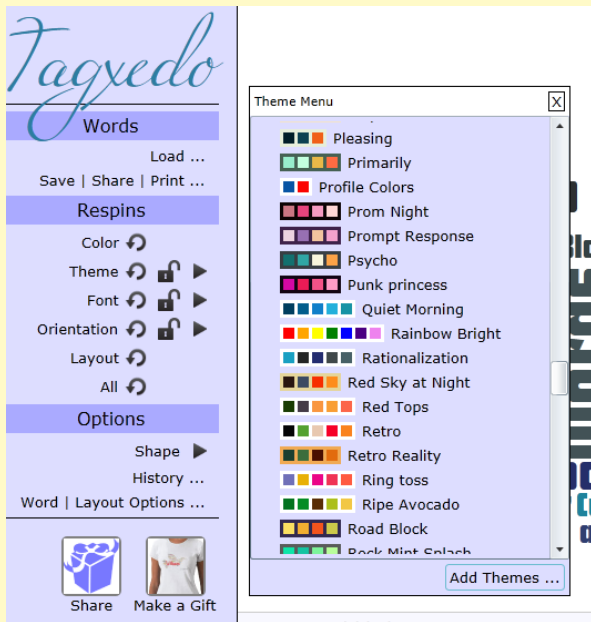 Tagxedo
Words
Load ...
Save | Share | Print ...
Respins
Color
Theme
Font
Orientation
Layout
All
Options
Shape
History ...
Word | Layout Options ...
Share
Make a Gift
Theme Menu
X
Pleasing
Primarily
Profile Colors
Prom Night
Prompt Response
Psycho
Punk princess
Quiet Morning
Rainbow Bright
Rationalization
Red Sky at Night
Red Tops
Retro
Retro Reality
Ring toss
Ripe Avocado
Road Block
Rock Mint Splash
Add Themes ...